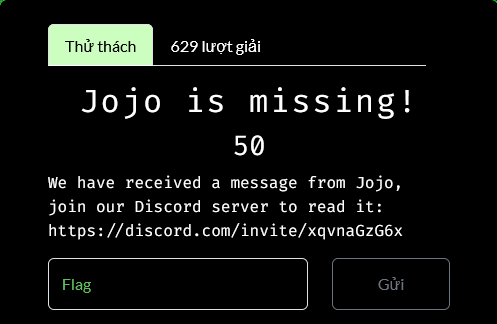 Thử thách
629 lượt giải
Jojo is missing!
50
We have received a message from Jojo,
join our Discord server to read it:
https://discord.com/invite/xqvnaGzG6x
Flag
Gửi